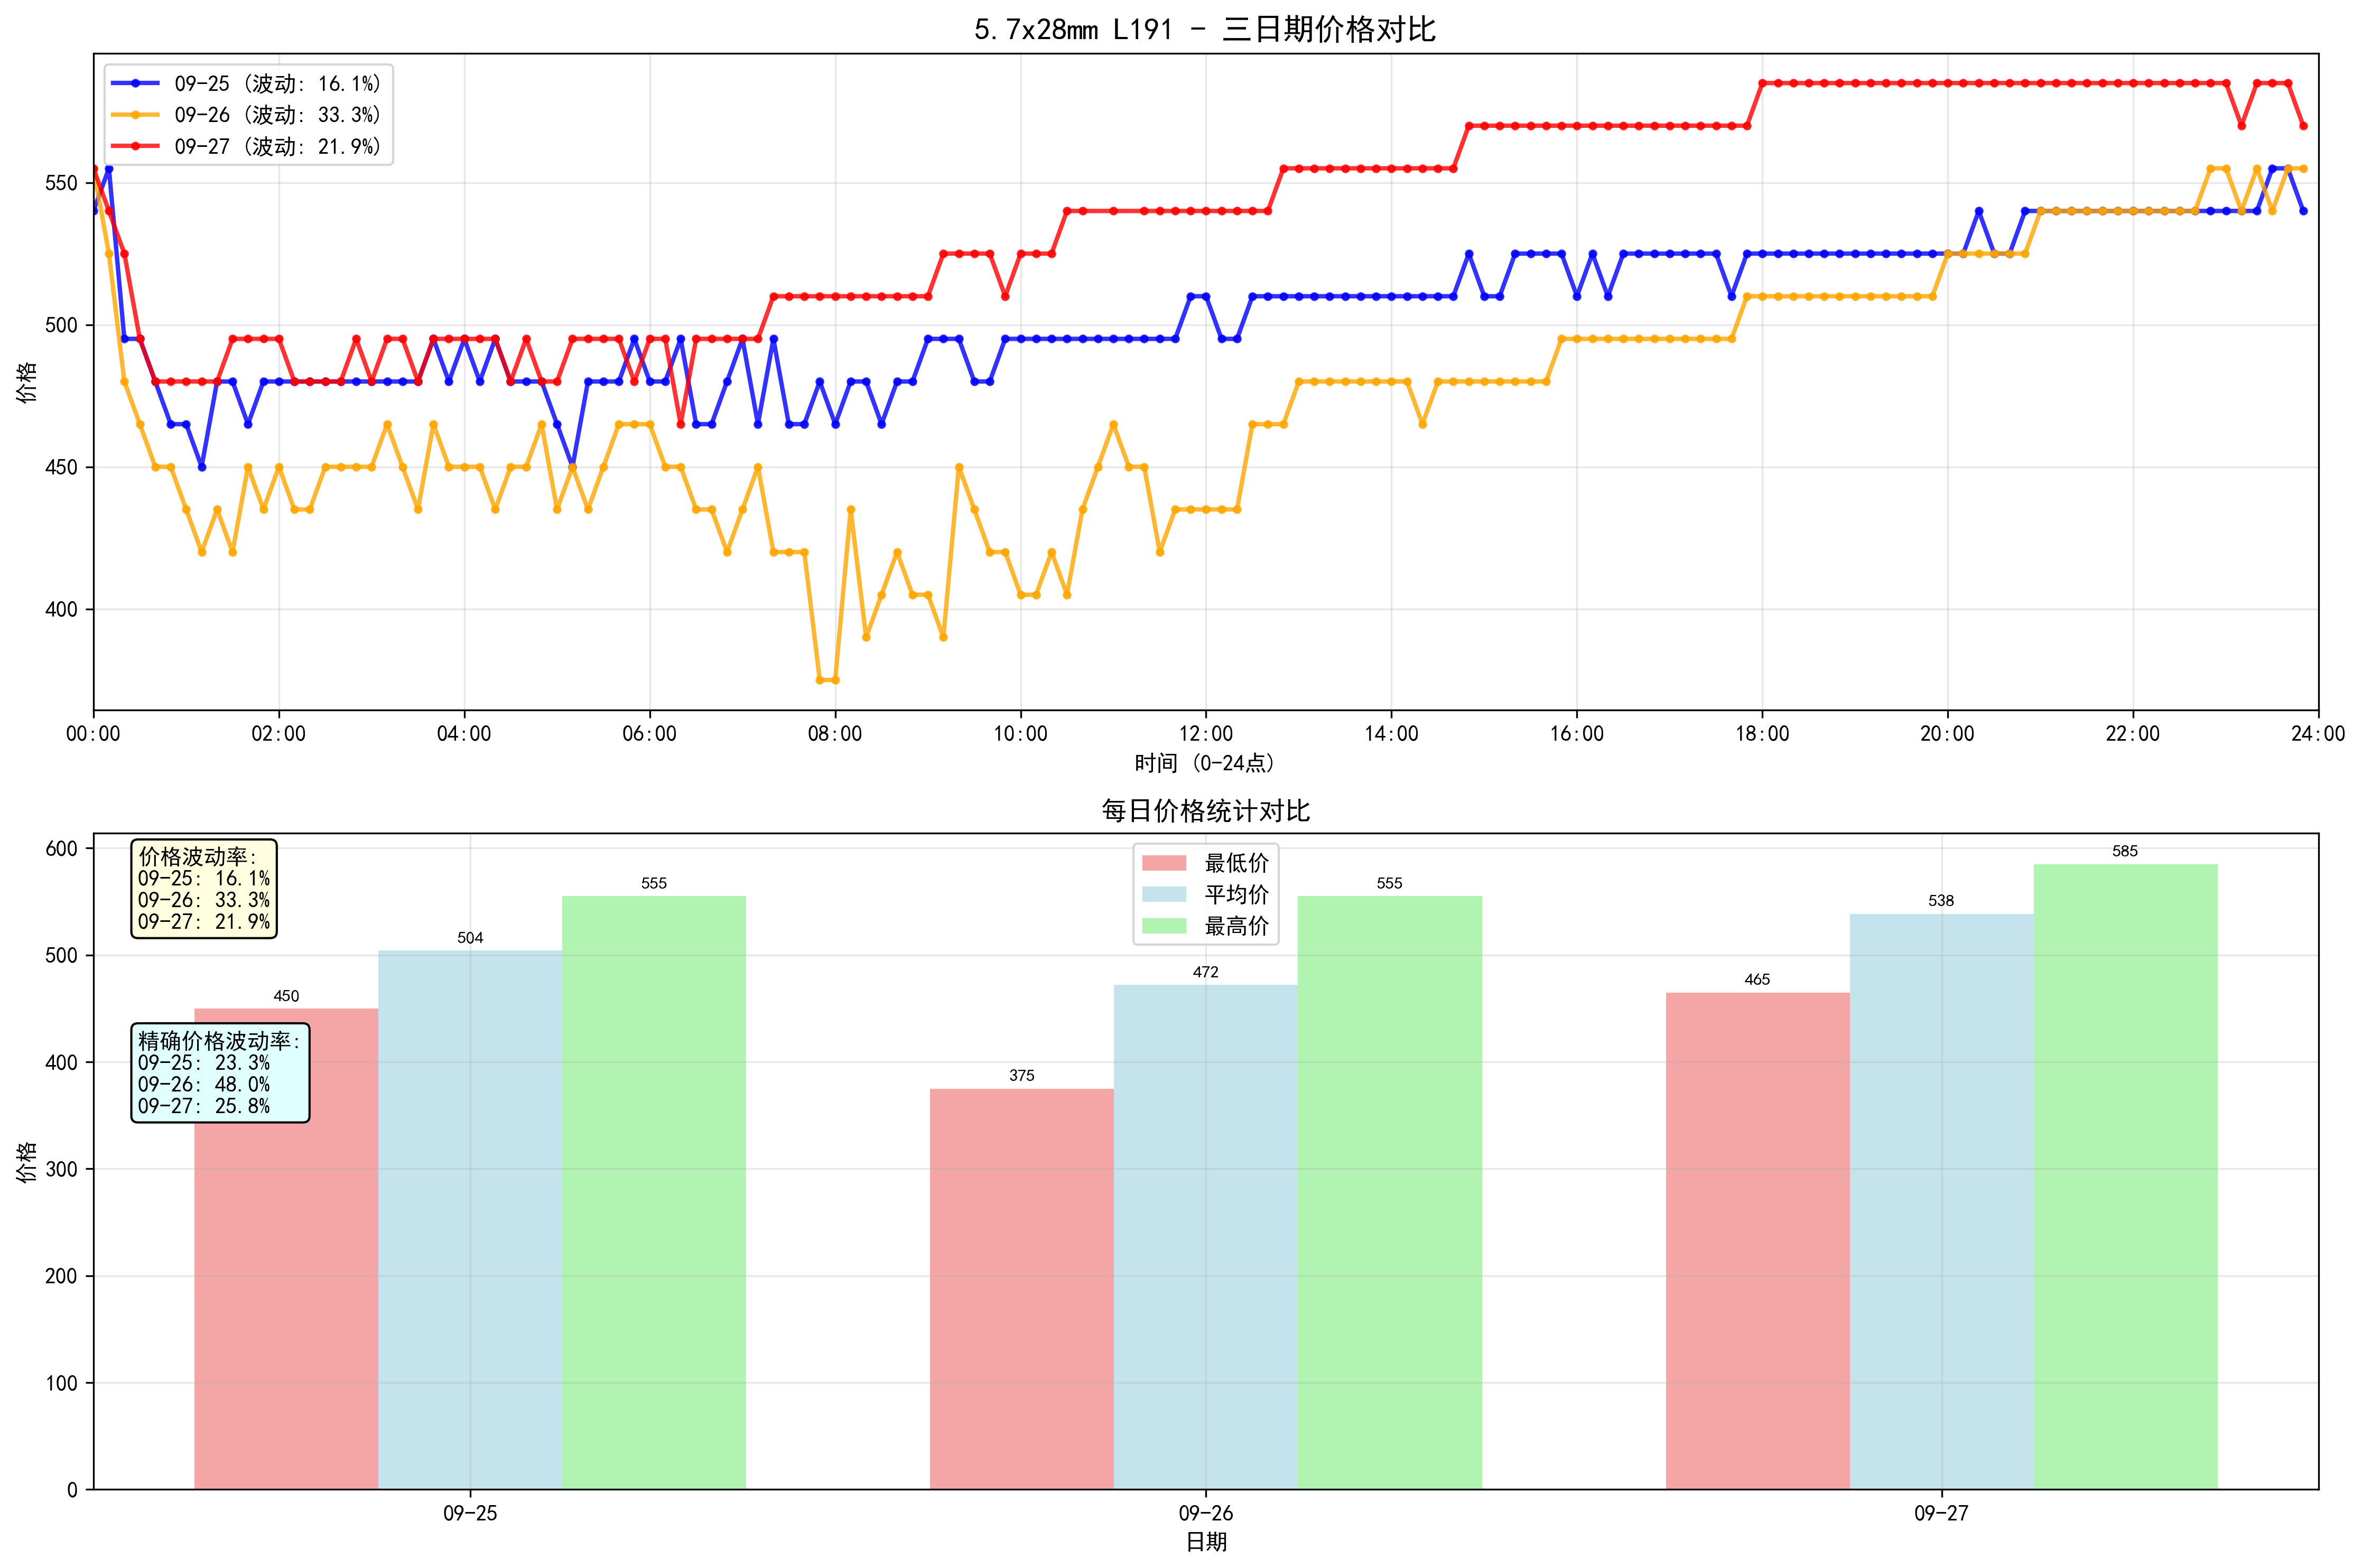 5.7x28mm L191 - 三日期价格对比
09-25 (波动: 16.1%)
09-26 (波动: 33.3%)
09-27 (波动: 21.9%)
价格
550
500
450
400
00:00 02:00 04:00 06:00 08:00 10:00 12:00 14:00 16:00 18:00 20:00 22:00 24:00
时间 (0-24点)
每日价格统计对比
价格波动率:
09-25: 16.1%
09-26: 33.3%
09-27: 21.9%
精确价格波动率:
09-25: 23.3%
09-26: 48.0%
09-27: 25.8%
最低价
平均价
最高价
450 504 555
375 472 555
465 538 585
价格
600
500
400
300
200
100
0
09-25 09-26 09-27
日期